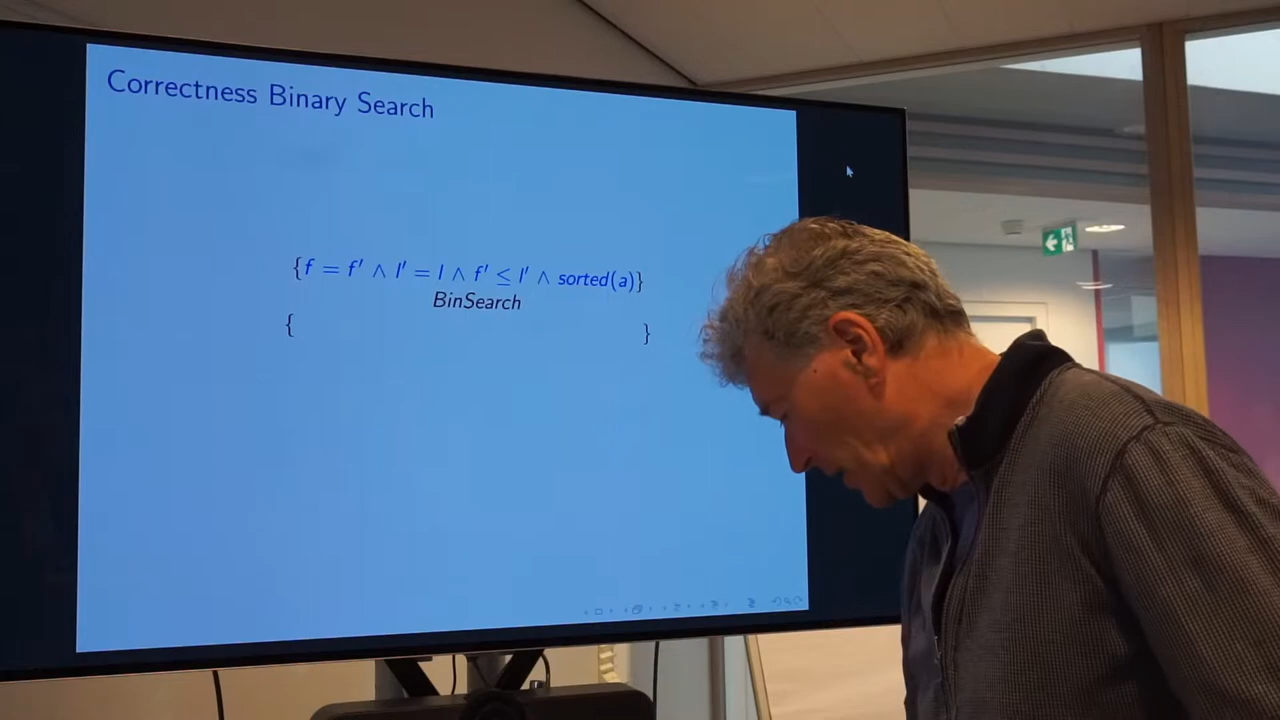 Correctness Binary Search
{f = f′ ∧ l′ = l ∧ f′ ≤ l′ ∧ sorted(a)}
BinSearch
{ }